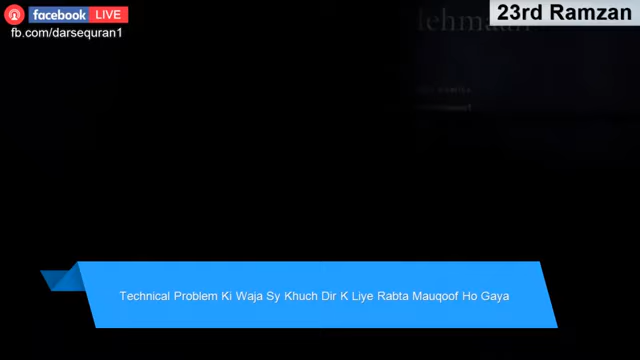 facebook LIVE
23rd Ramzan
fb.com/darsequran1
Technical Problem Ki Waja Sy Khuch Dir K Liye Rabta Mauqoof Ho Gaya